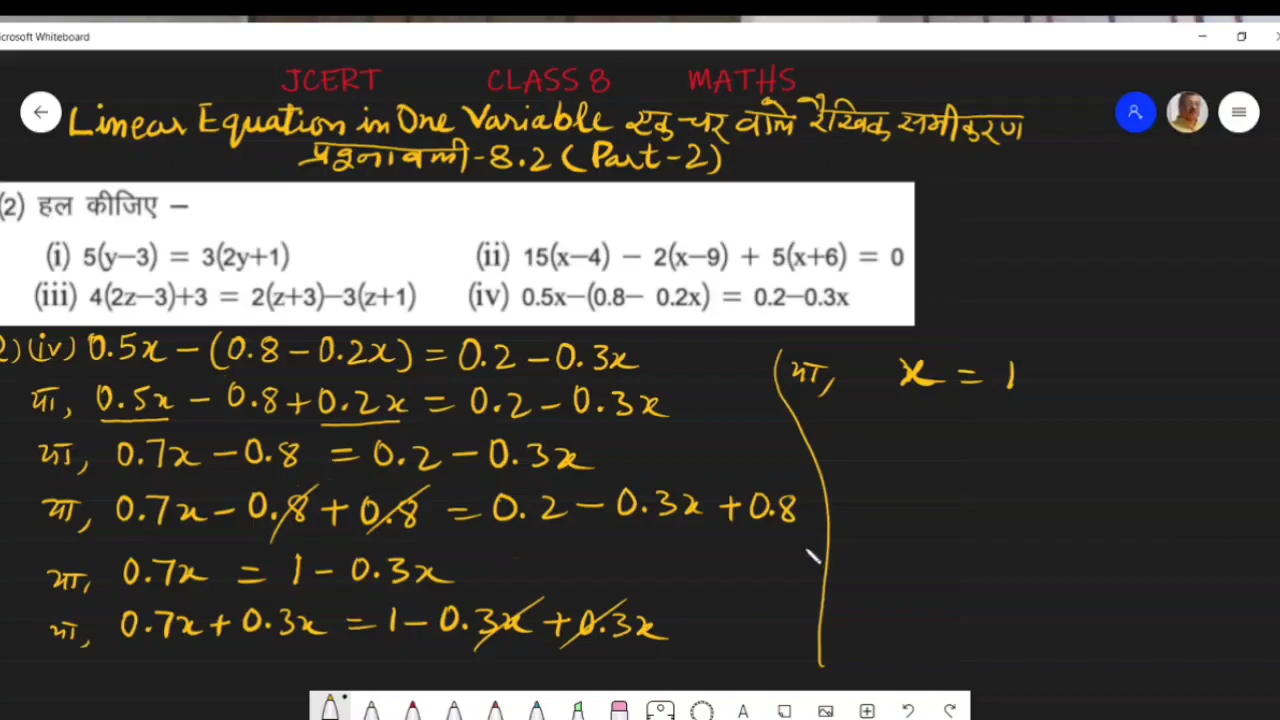 crosoft Whiteboard
JCERT CLASS 8 MATHS
Linear Equation in One Variable एक चर वाले रैखिक समीकरण
प्रश्नावली-8.2 (Part-2)
(2) हल कीजिए –
(i) 5(y−3) = 3(2y+1) (ii) 15(x−4) − 2(x−9) + 5(x+6) = 0
(iii) 4(2z−3)+3 = 2(z+3)−3(z+1) (iv) 0.5x−(0.8− 0.2x) = 0.2−0.3x
2)(iv) 0.5x − (0.8 − 0.2x) = 0.2 − 0.3x
या, 0.5x − 0.8 + 0.2x = 0.2 − 0.3x
या, 0.7x − 0.8 = 0.2 − 0.3x
या, 0.7x − 0.8 + 0.8 = 0.2 − 0.3x + 0.8
या, 0.7x = 1 − 0.3x
या, 0.7x + 0.3x = 1 − 0.3x + 0.3x
या, x = 1
A